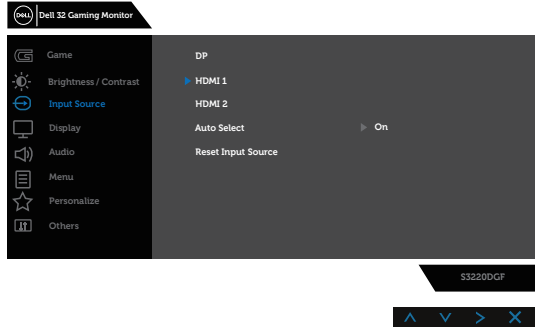 DELL Dell 32 Gaming Monitor
Game
DP
Brightness / Contrast
HDMI 1
Input Source
HDMI 2
Display
Auto Select On
Audio
Reset Input Source
Menu
Personalize
Others
S3220DGF